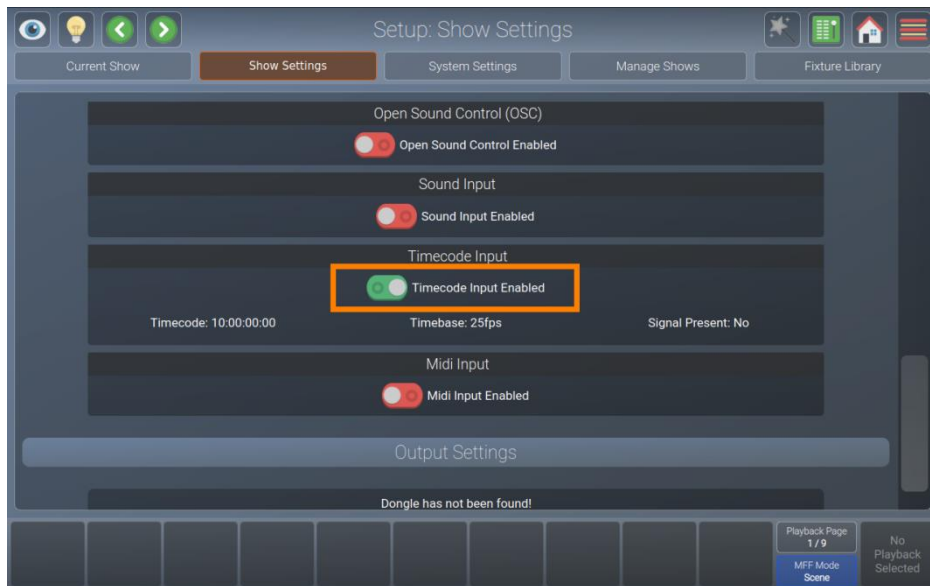 Setup: Show Settings
Current Show
Show Settings
System Settings
Manage Shows
Fixture Library
Open Sound Control (OSC)
Open Sound Control Enabled
Sound Input
Sound Input Enabled
Timecode Input
Timecode Input Enabled
Timecode: 10:00:00:00
Timebase: 25fps
Signal Present: No
Midi Input
Midi Input Enabled
Output Settings
Dongle has not been found!
Playback Page
1 / 9
MFF Mode
Scene
No
Playback
Selected